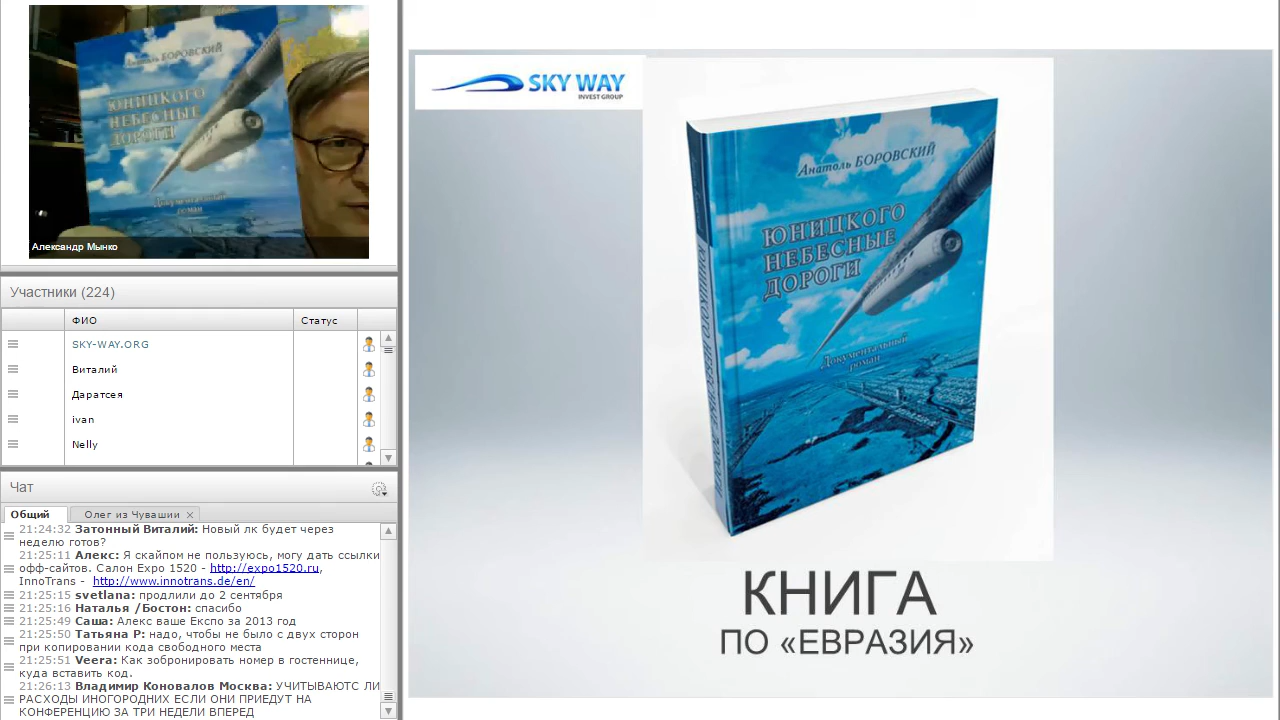 Анатоль БОРОВСКИЙ
ЮНИЦКОГО
НЕБЕСНЫЕ
ДОРОГИ
Документальный
роман
Александр Мынко
Участники (224)
ФИО
Статус
SKY-WAY.ORG
Виталий
Даратсея
ivan
Nelly
Чат
Общий
Олег из Чувашии
21:24:32 Затонный Виталий: Новый лк будет через
неделю готов?
21:25:11 Алекс: Я скайпом не пользуюсь, могу дать ссылки
офф-сайтов. Салон Expo 1520 - http://expo1520.ru,
InnoTrans - http://www.innotrans.de/en/
21:25:15 svetlana: продлили до 2 сентября
21:25:16 Наталья /Бостон: спасибо
21:25:49 Саша: Алекс ваше Експо за 2013 год
21:25:50 Татьяна Р: надо, чтобы не было с двух сторон
при копировании кода свободного места
21:25:51 Veera: Как зобронировать номер в гостеннице,
куда вставить код.
21:26:13 Владимир Коновалов Москва: УЧИТЫВАЮТС ЛИ
РАСХОДЫ ИНОГОРОДНИХ ЕСЛИ ОНИ ПРИЕДУТ НА
КОНФЕРЕНЦИЮ ЗА ТРИ НЕДЕЛИ ВПЕРЕД
SKY WAY
INVEST GROUP
Анатоль БОРОВСКИЙ
ЮНИЦКОГО
НЕБЕСНЫЕ
ДОРОГИ
Документальный
роман
ЮНИЦКОГО НЕБЕСНЫЕ ДОРОГИ
КНИГА
ПО «ЕВРАЗИЯ»